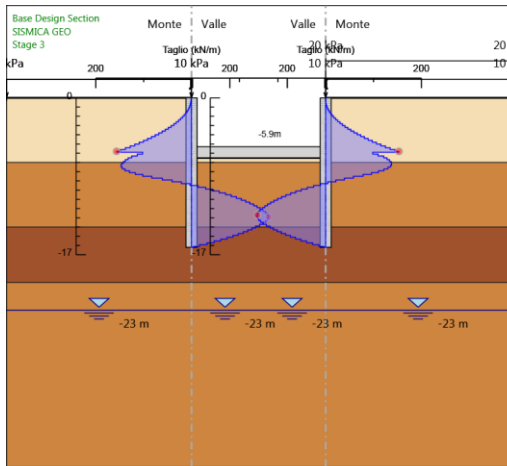 Base Design Section
SISMICA GEO
Stage 3
Monte Valle Valle Monte
Taglio (kN/m) Taglio (kN/m)
20 kPa 20
kPa 10 kPa 10 kPa 10
200 200 200 200
0 0
-5.9m
-17 -17
-23 m -23 m -23 m -23 m